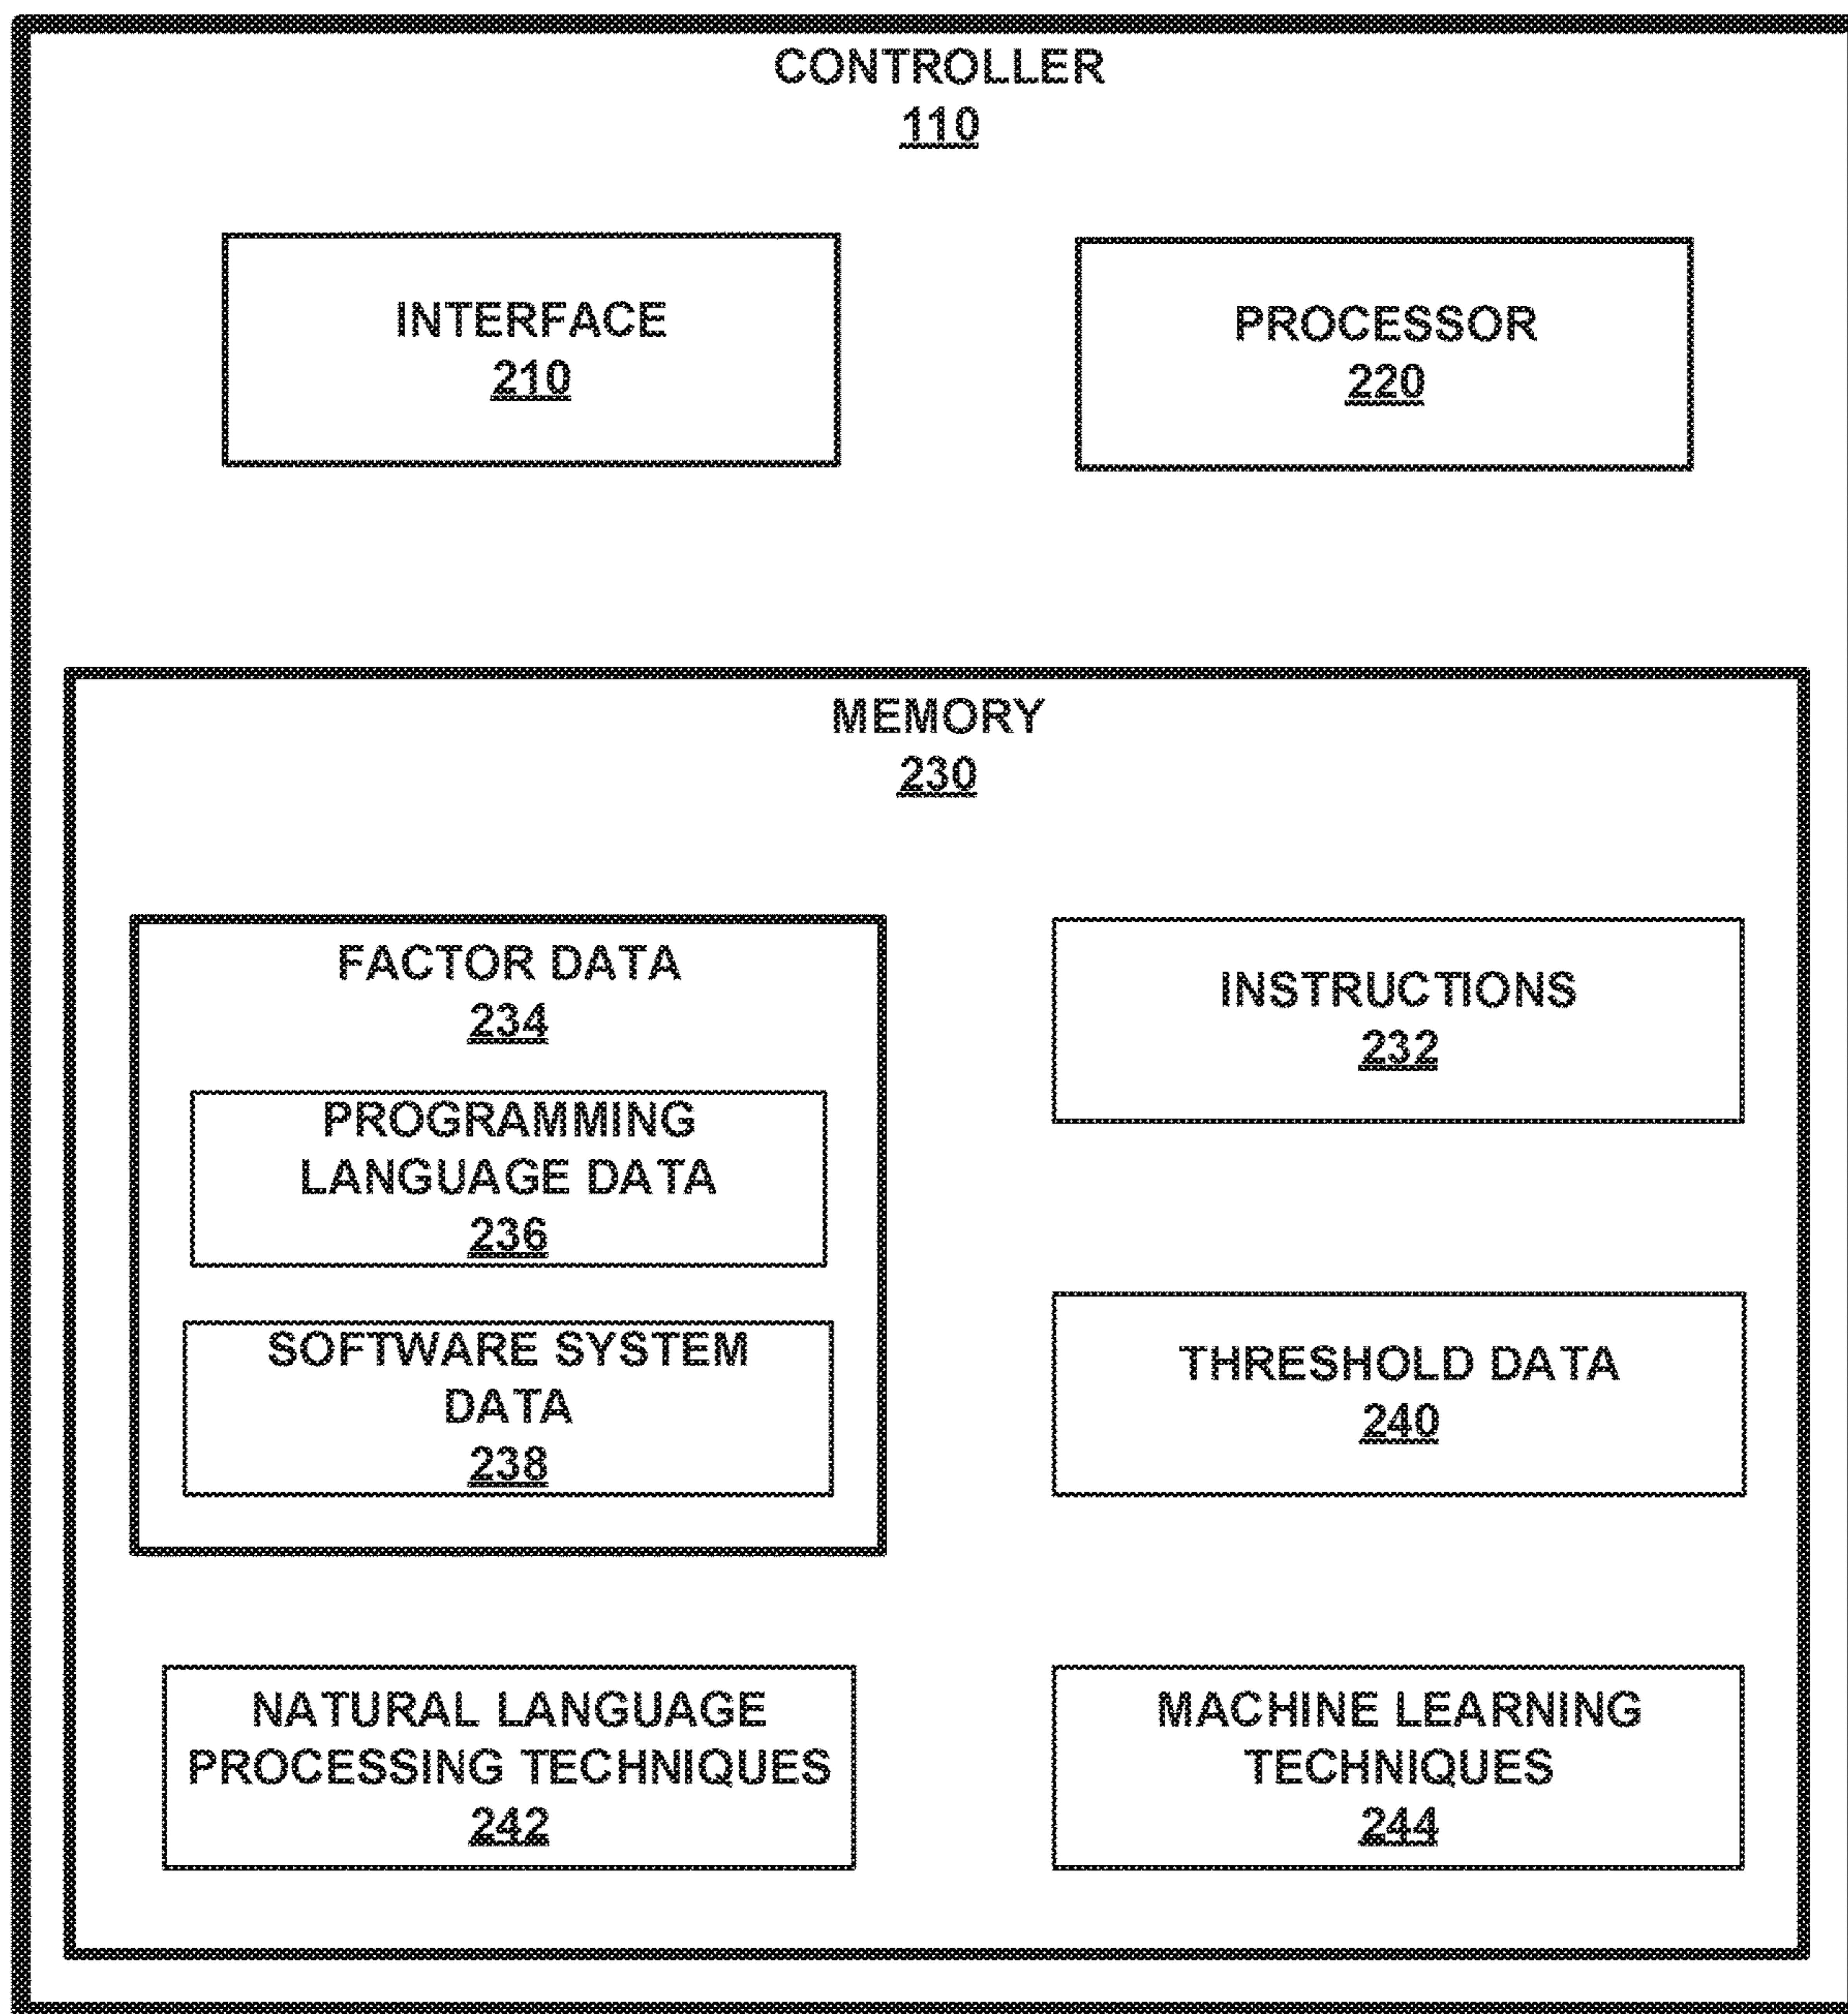 CONTROLLER
110
INTERFACE
210
PROCESSOR
220
MEMORY
230
FACTOR DATA
234
PROGRAMMING
LANGUAGE DATA
236
SOFTWARE SYSTEM
DATA
238
INSTRUCTIONS
232
THRESHOLD DATA
240
NATURAL LANGUAGE
PROCESSING TECHNIQUES
242
MACHINE LEARNING
TECHNIQUES
244